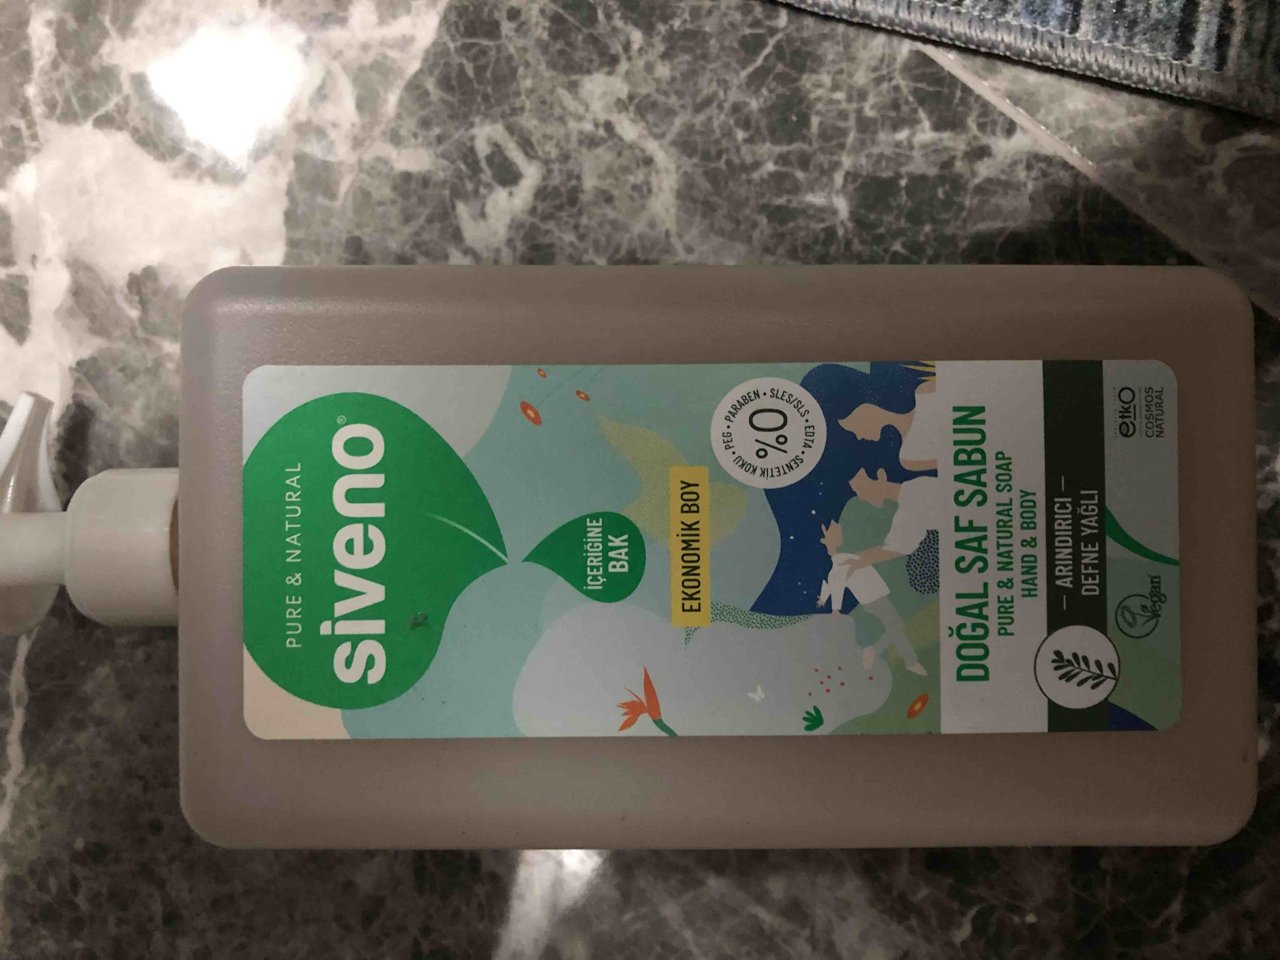 PURE & NATURAL
siveno®
İÇERİĞİNE
BAK
EKONOMİK BOY
%0
PEG • PARABEN • SLES/SLS • EDTA • SENTETİK KOKU •
DOĞAL SAF SABUN
PURE & NATURAL SOAP
HAND & BODY
– ARINDIRICI –
DEFNE YAĞLI
Vegan
etkO
COSMOS
NATURAL